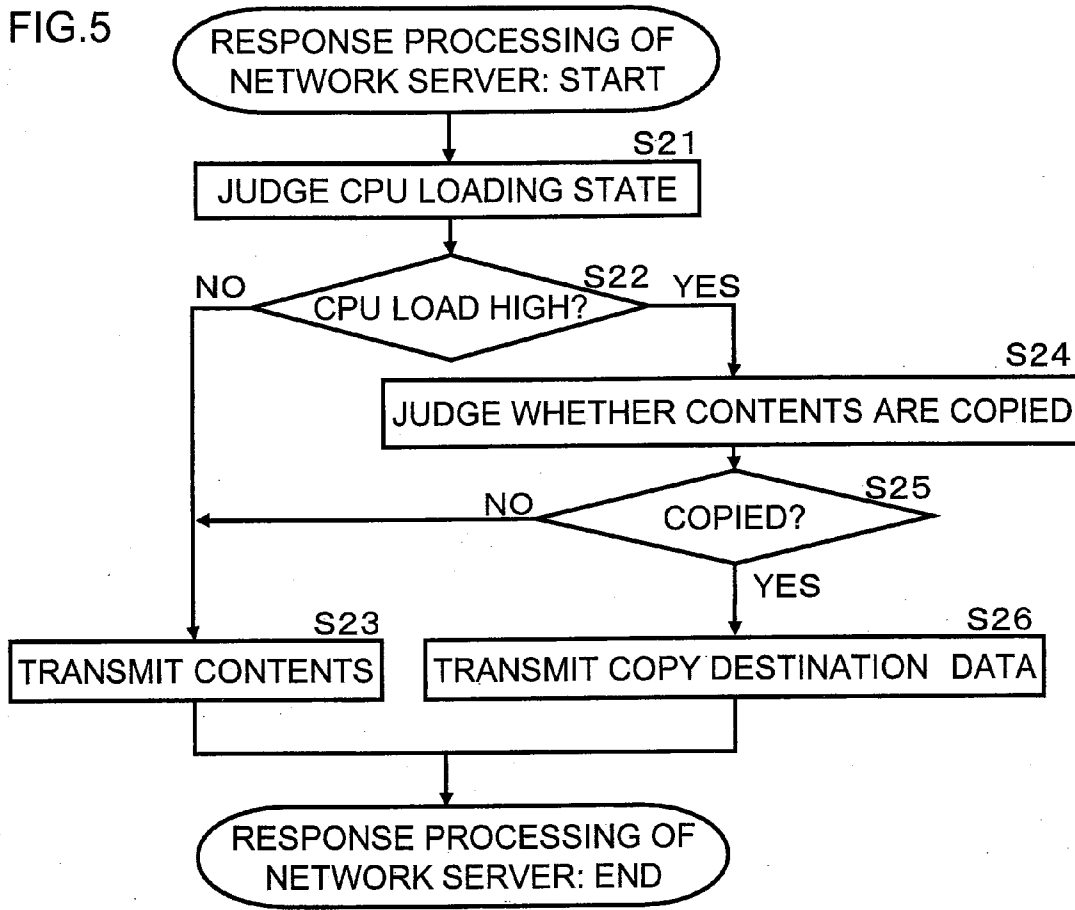 FIG.5
RESPONSE PROCESSING OF
NETWORK SERVER: START
S21
JUDGE CPU LOADING STATE
S22
NO
YES
CPU LOAD HIGH?
S24
JUDGE WHETHER CONTENTS ARE COPIED
S25
NO
COPIED?
YES
S23
S26
TRANSMIT CONTENTS
TRANSMIT COPY DESTINATION DATA
RESPONSE PROCESSING OF
NETWORK SERVER: END